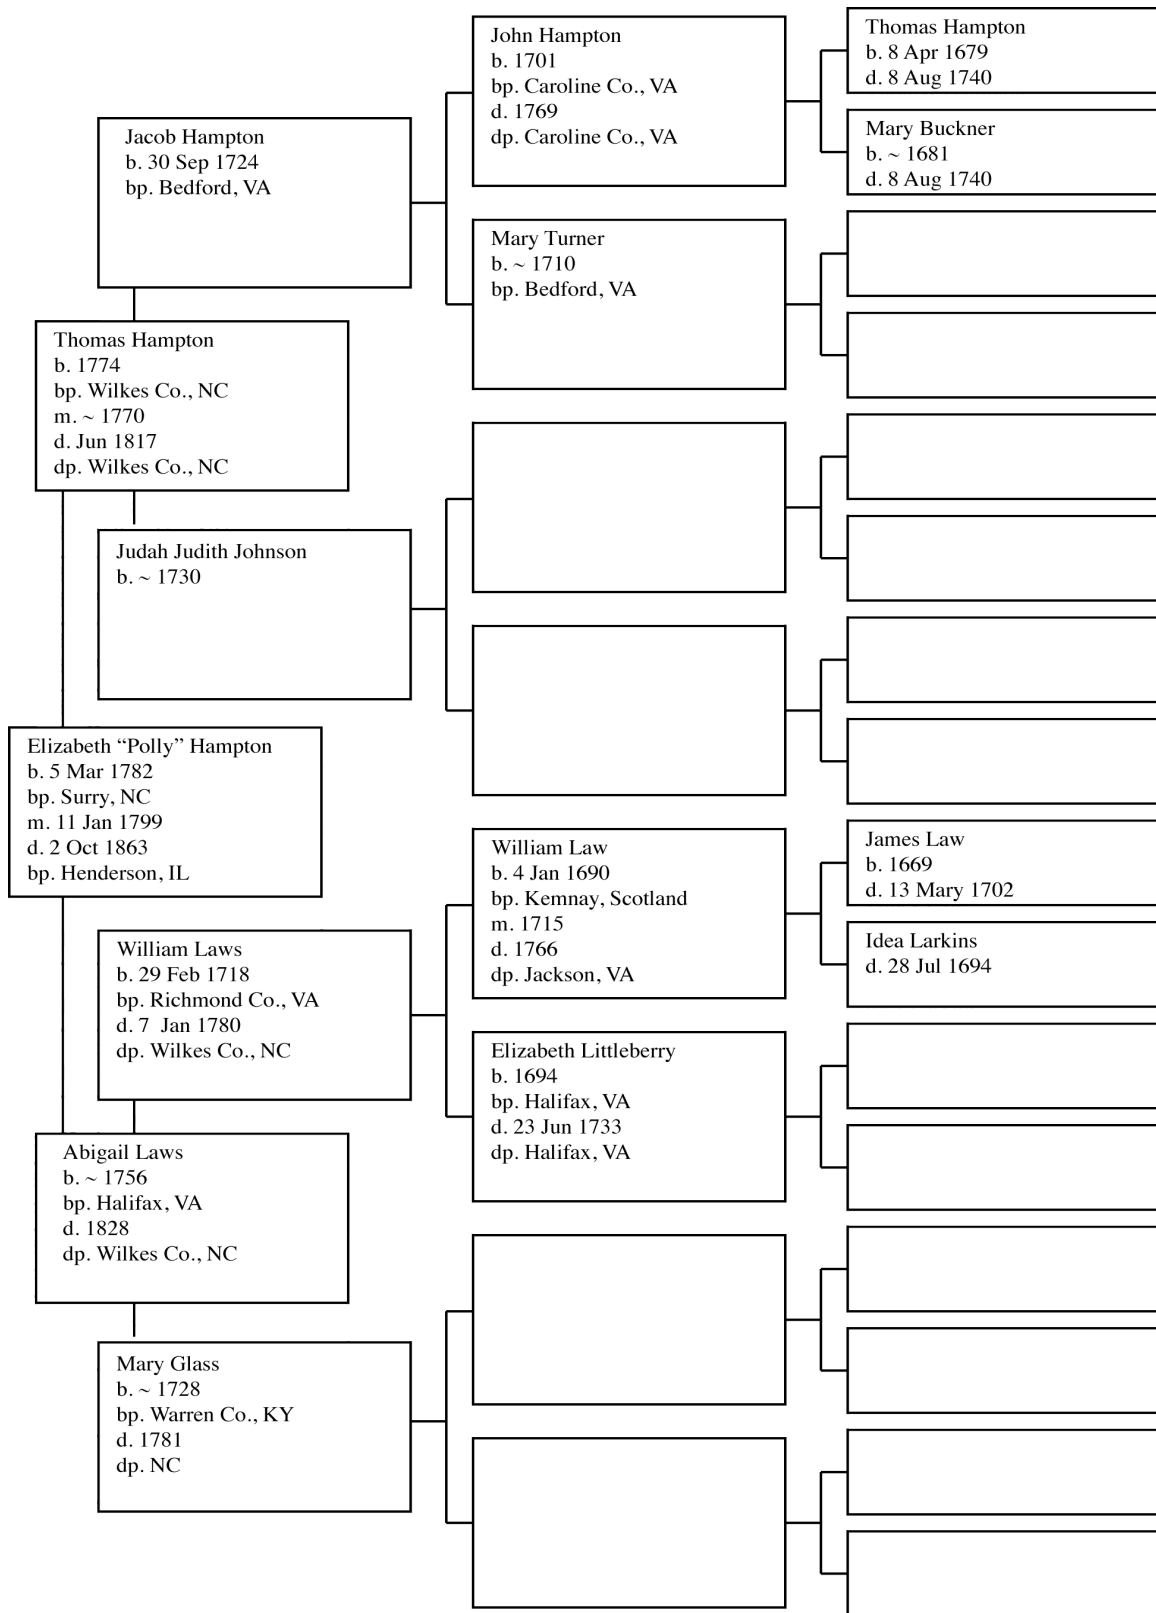 John Hampton
b. 1701
bp. Caroline Co., VA
d. 1769
dp. Caroline Co., VA
Thomas Hampton
b. 8 Apr 1679
d. 8 Aug 1740
Mary Buckner
b. ~ 1681
d. 8 Aug 1740
Jacob Hampton
b. 30 Sep 1724
bp. Bedford, VA
Mary Turner
b. ~ 1710
bp. Bedford, VA
Thomas Hampton
b. 1774
bp. Wilkes Co., NC
m. ~ 1770
d. Jun 1817
dp. Wilkes Co., NC
Judah Judith Johnson
b. ~ 1730
Elizabeth “Polly” Hampton
b. 5 Mar 1782
bp. Surry, NC
m. 11 Jan 1799
d. 2 Oct 1863
bp. Henderson, IL
William Law
b. 4 Jan 1690
bp. Kemnay, Scotland
m. 1715
d. 1766
dp. Jackson, VA
James Law
b. 1669
d. 13 Mary 1702
Idea Larkins
d. 28 Jul 1694
William Laws
b. 29 Feb 1718
bp. Richmond Co., VA
d. 7  Jan 1780
dp. Wilkes Co., NC
Elizabeth Littleberry
b. 1694
bp. Halifax, VA
d. 23 Jun 1733
dp. Halifax, VA
Abigail Laws
b. ~ 1756
bp. Halifax, VA
d. 1828
dp. Wilkes Co., NC
Mary Glass
b. ~ 1728
bp. Warren Co., KY
d. 1781
dp. NC